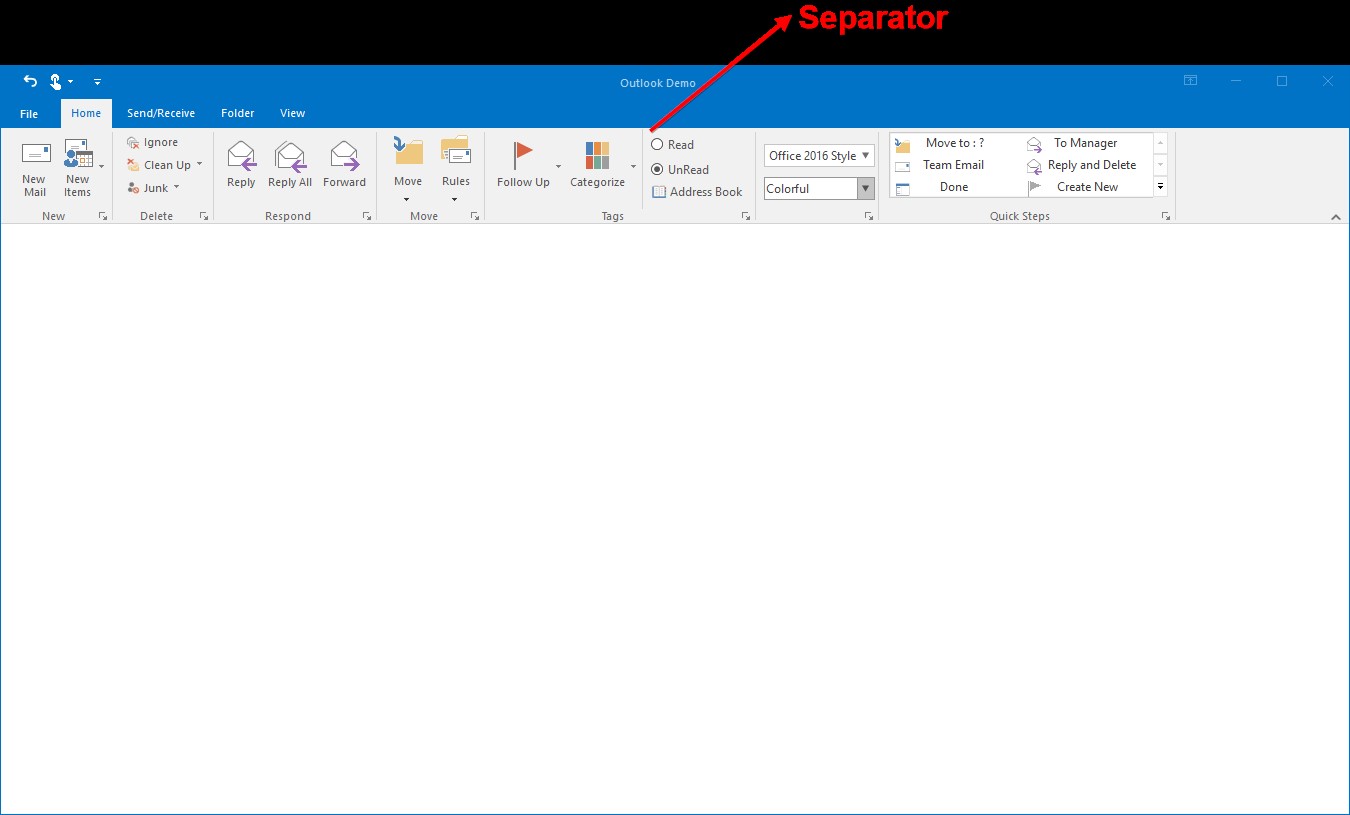 Separator
Outlook Demo
File Home Send/Receive Folder View
New Mail
New Items
New
Ignore
Clean Up
Junk
Delete
Reply Reply All Forward
Respond
Move Rules
Move
Follow Up Categorize
Read
UnRead
Address Book
Tags
Office 2016 Style
Colorful
Move to : ? To Manager
Team Email Reply and Delete
Done Create New
Quick Steps